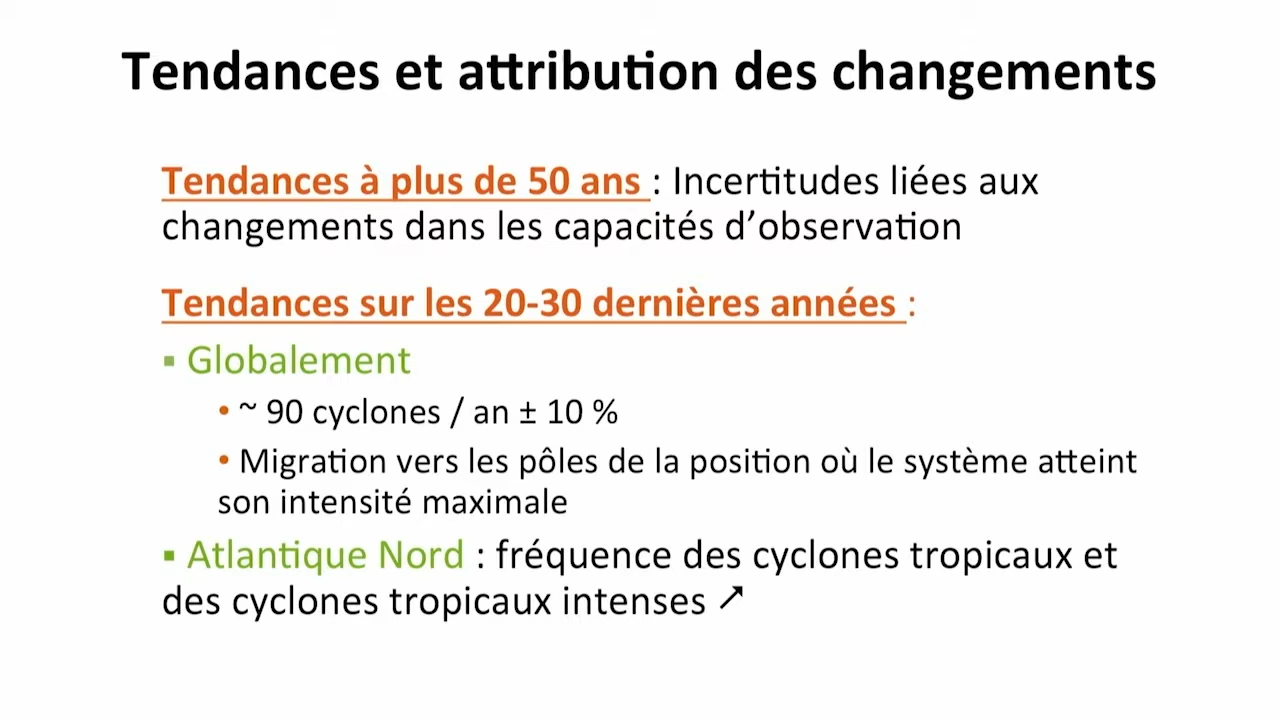 Tendances et attribution des changements
Tendances à plus de 50 ans : Incertitudes liées aux
changements dans les capacités d’observation
Tendances sur les 20-30 dernières années :
▪ Globalement
• ~ 90 cyclones / an ± 10 %
• Migration vers les pôles de la position où le système atteint
son intensité maximale
▪ Atlantique Nord : fréquence des cyclones tropicaux et
des cyclones tropicaux intenses ↗